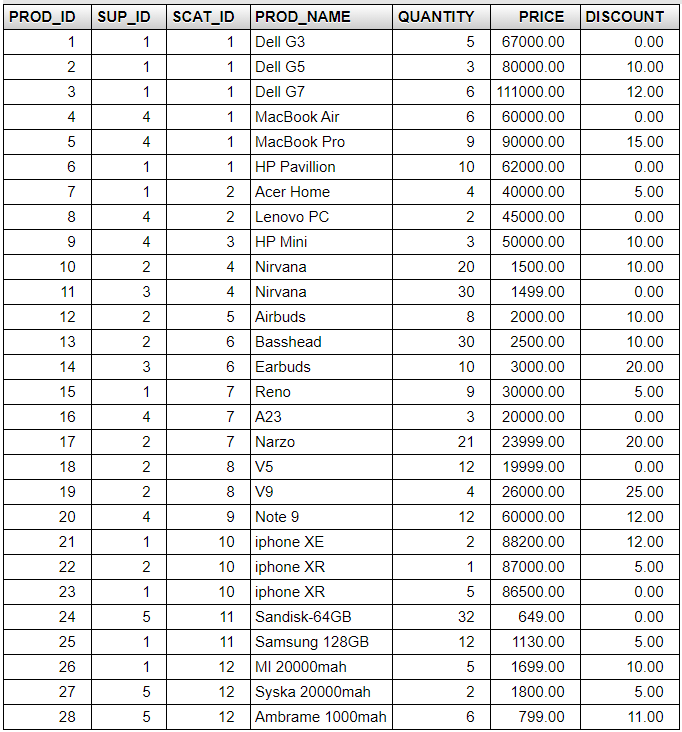 PROD_ID SUP_ID SCAT_ID PROD_NAME QUANTITY PRICE DISCOUNT
1 1 1 Dell G3 5 67000.00 0.00
2 1 1 Dell G5 3 80000.00 10.00
3 1 1 Dell G7 6 111000.00 12.00
4 4 1 MacBook Air 6 60000.00 0.00
5 4 1 MacBook Pro 9 90000.00 15.00
6 1 1 HP Pavillion 10 62000.00 0.00
7 1 2 Acer Home 4 40000.00 5.00
8 4 2 Lenovo PC 2 45000.00 0.00
9 4 3 HP Mini 3 50000.00 10.00
10 2 4 Nirvana 20 1500.00 10.00
11 3 4 Nirvana 30 1499.00 0.00
12 2 5 Airbuds 8 2000.00 10.00
13 2 6 Basshead 30 2500.00 10.00
14 3 6 Earbuds 10 3000.00 20.00
15 1 7 Reno 9 30000.00 5.00
16 4 7 A23 3 20000.00 0.00
17 2 7 Narzo 21 23999.00 20.00
18 2 8 V5 12 19999.00 0.00
19 2 8 V9 4 26000.00 25.00
20 4 9 Note 9 12 60000.00 12.00
21 1 10 iphone XE 2 88200.00 12.00
22 2 10 iphone XR 1 87000.00 5.00
23 1 10 iphone XR 5 86500.00 0.00
24 5 11 Sandisk-64GB 32 649.00 0.00
25 1 11 Samsung 128GB 12 1130.00 5.00
26 1 12 MI 20000mah 5 1699.00 10.00
27 5 12 Syska 20000mah 2 1800.00 5.00
28 5 12 Ambrame 1000mah 6 799.00 11.00